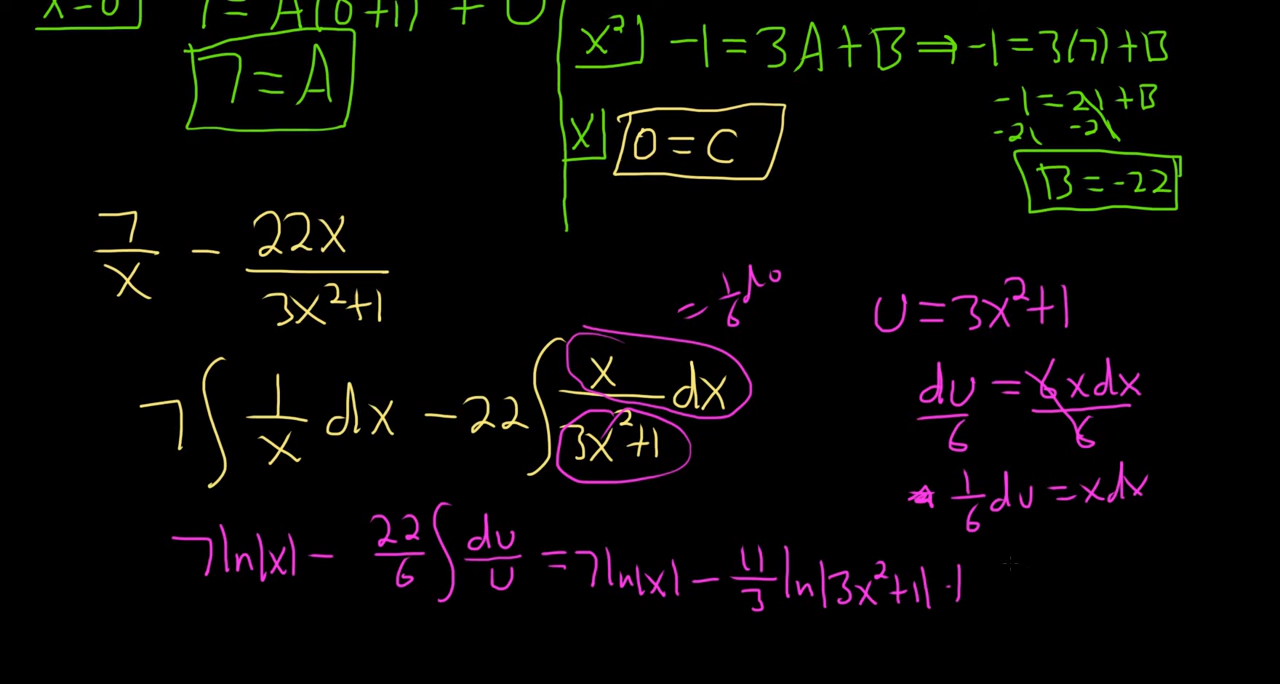 x=0
7 = A(0+1) + 0
7 = A
x²] -1 = 3A + B ⇒ -1 = 3(7) + B
-1 = 21 + B
-21 -21
B = -22
x] 0 = C
7/x - 22x/(3x²+1)
= 1/6 du
7∫ 1/x dx - 22∫ x/(3x²+1) dx
U = 3x²+1
du/6 = 6xdx/6
1/6 du = xdx
7ln|x| - 22/6 ∫ du/U = 7ln|x| - 11/3 ln|3x²+1|